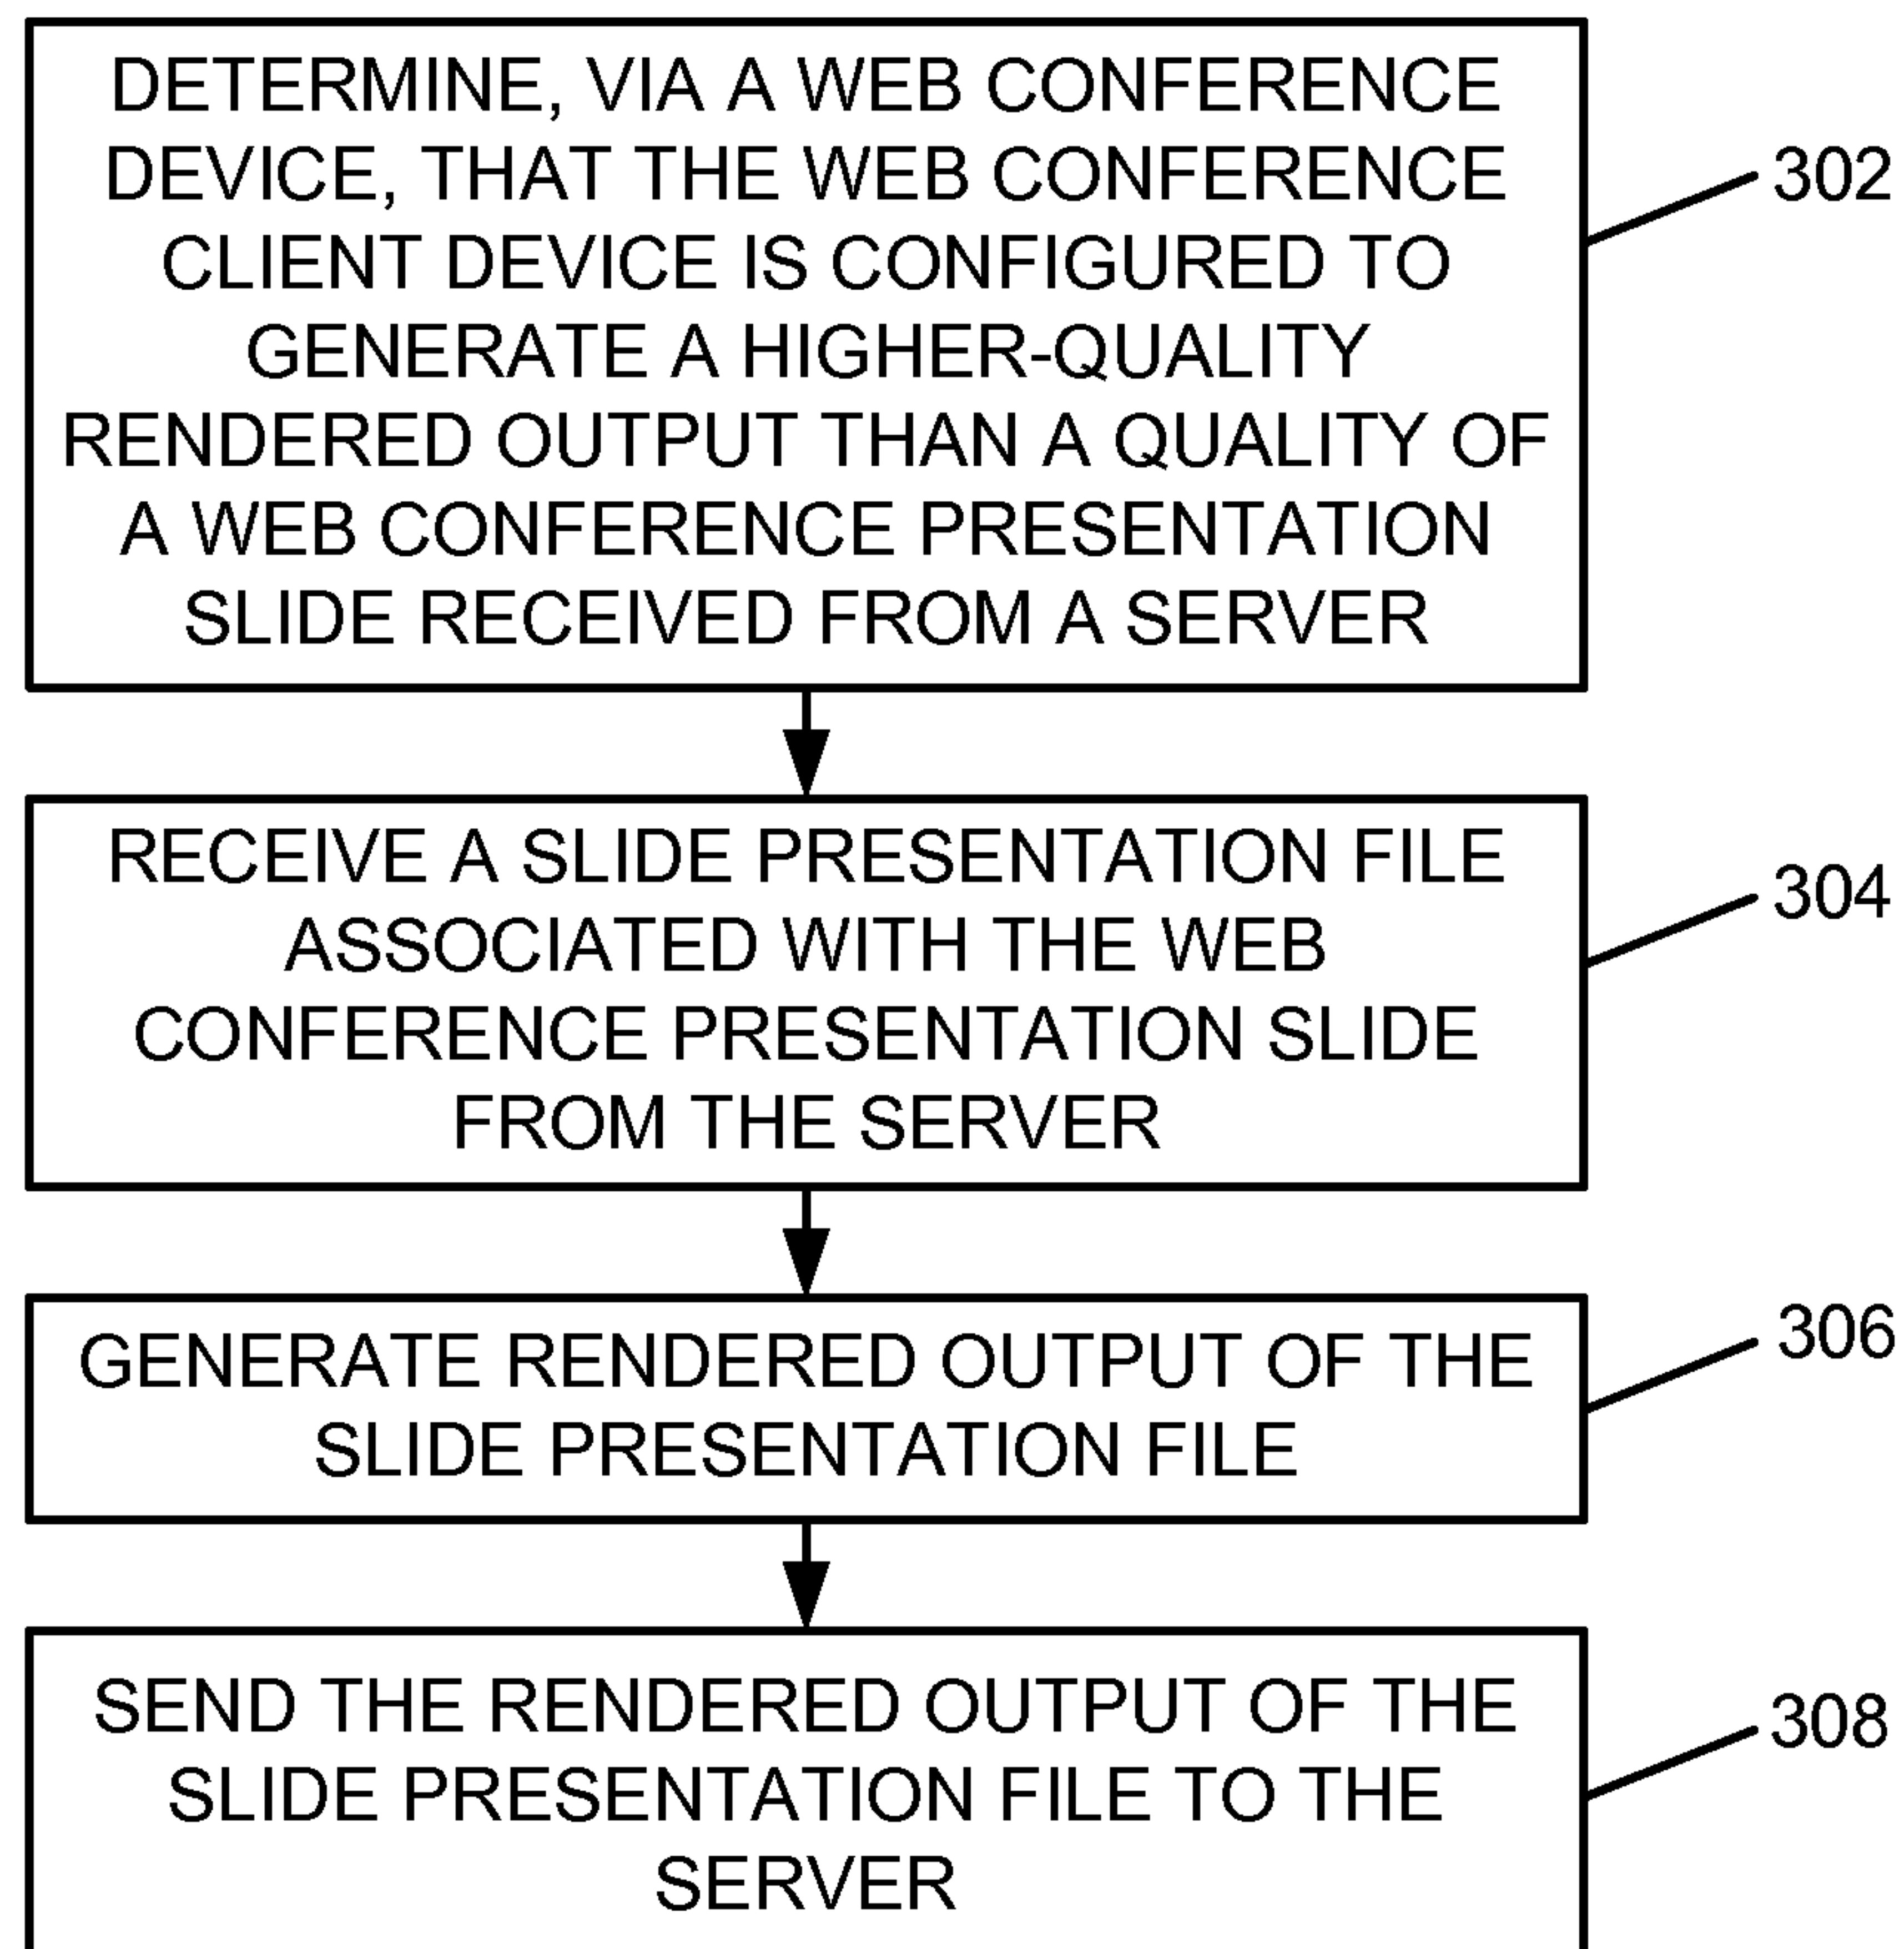 DETERMINE, VIA A WEB CONFERENCE
DEVICE, THAT THE WEB CONFERENCE
CLIENT DEVICE IS CONFIGURED TO
GENERATE A HIGHER-QUALITY
RENDERED OUTPUT THAN A QUALITY OF
A WEB CONFERENCE PRESENTATION
SLIDE RECEIVED FROM A SERVER
302
RECEIVE A SLIDE PRESENTATION FILE
ASSOCIATED WITH THE WEB
CONFERENCE PRESENTATION SLIDE
FROM THE SERVER
304
GENERATE RENDERED OUTPUT OF THE
SLIDE PRESENTATION FILE
306
SEND THE RENDERED OUTPUT OF THE
SLIDE PRESENTATION FILE TO THE
SERVER
308